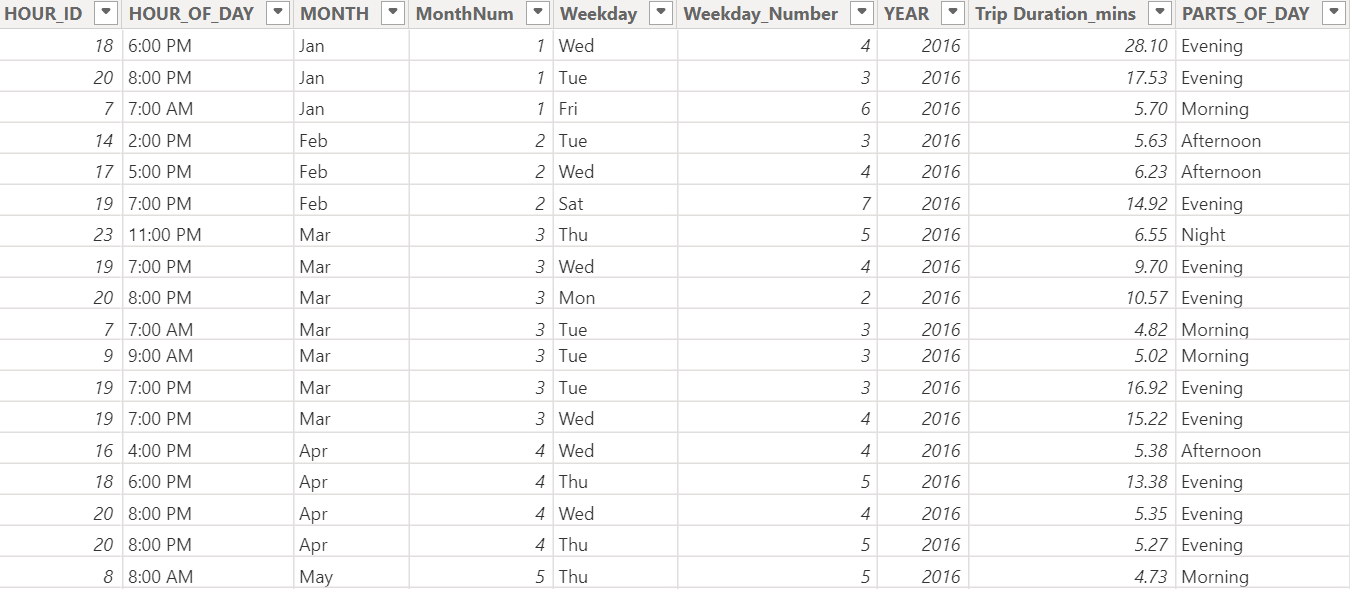 HOUR_ID HOUR_OF_DAY MONTH MonthNum Weekday Weekday_Number YEAR Trip Duration_mins PARTS_OF_DAY
18 6:00 PM Jan 1 Wed 4 2016 28.10 Evening
20 8:00 PM Jan 1 Tue 3 2016 17.53 Evening
7 7:00 AM Jan 1 Fri 6 2016 5.70 Morning
14 2:00 PM Feb 2 Tue 3 2016 5.63 Afternoon
17 5:00 PM Feb 2 Wed 4 2016 6.23 Afternoon
19 7:00 PM Feb 2 Sat 7 2016 14.92 Evening
23 11:00 PM Mar 3 Thu 5 2016 6.55 Night
19 7:00 PM Mar 3 Wed 4 2016 9.70 Evening
20 8:00 PM Mar 3 Mon 2 2016 10.57 Evening
7 7:00 AM Mar 3 Tue 3 2016 4.82 Morning
9 9:00 AM Mar 3 Tue 3 2016 5.02 Morning
19 7:00 PM Mar 3 Tue 3 2016 16.92 Evening
19 7:00 PM Mar 3 Wed 4 2016 15.22 Evening
16 4:00 PM Apr 4 Wed 4 2016 5.38 Afternoon
18 6:00 PM Apr 4 Thu 5 2016 13.38 Evening
20 8:00 PM Apr 4 Wed 4 2016 5.35 Evening
20 8:00 PM Apr 4 Thu 5 2016 5.27 Evening
8 8:00 AM May 5 Thu 5 2016 4.73 Morning